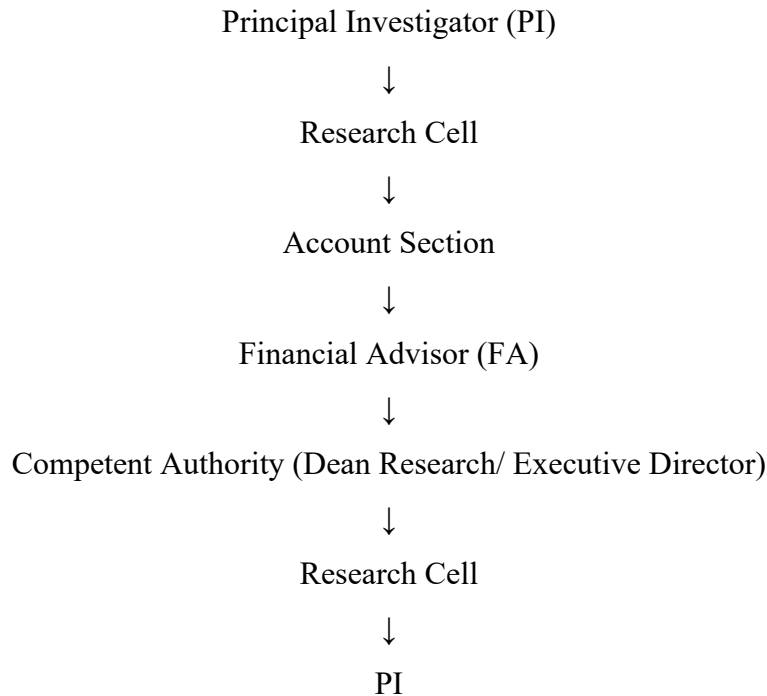 Principal Investigator (PI)
↓
Research Cell
↓
Account Section
↓
Financial Advisor (FA)
↓
Competent Authority (Dean Research/ Executive Director)
↓
Research Cell
↓
PI